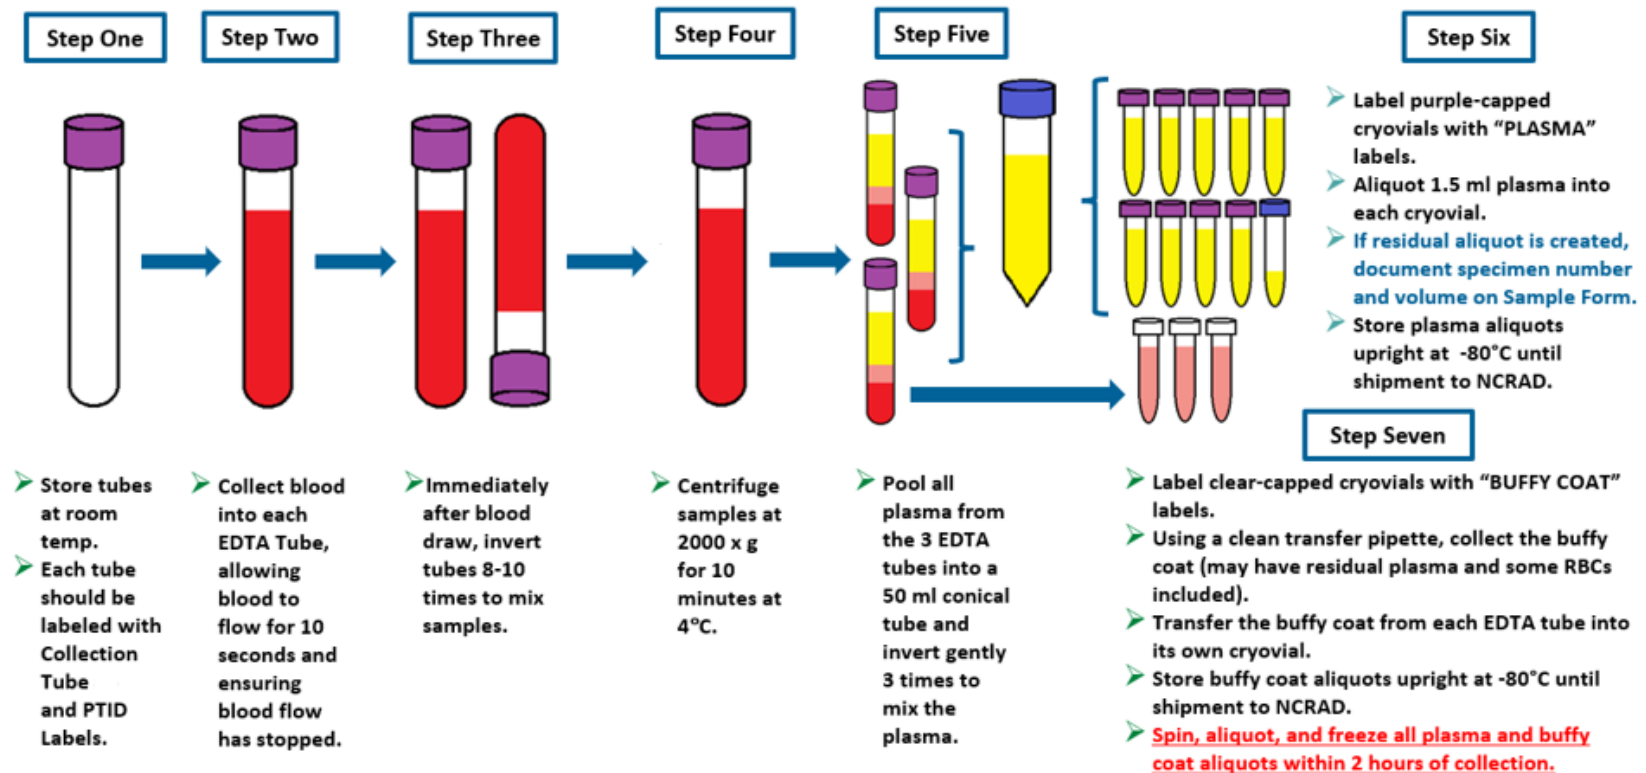 Step One
Step Two
Step Three
Step Four
Step Five
Step Six
Store tubes
at room
temp.
Each tube
should be
labeled with
Collection
Tube
and PTID
Labels.
Collect blood
into each
EDTA Tube,
allowing
blood to
flow for 10
seconds and
ensuring
blood flow
has stopped.
Immediately
after blood
draw, invert
tubes 8-10
times to mix
samples.
Centrifuge
samples at
2000 x g
for 10
minutes at
4°C.
Pool all
plasma from
the 3 EDTA
tubes into a
50 ml conical
tube and
invert gently
3 times to
mix the
plasma.
Label purple-capped
cryovials with “PLASMA”
labels.
Aliquot 1.5 ml plasma into
each cryovial.
If residual aliquot is created,
document specimen number
and volume on Sample Form.
Store plasma aliquots
upright at -80°C until
shipment to NCRAD.
Step Seven
Label clear-capped cryovials with “BUFFY COAT”
labels.
Using a clean transfer pipette, collect the buffy
coat (may have residual plasma and some RBCs
included).
Transfer the buffy coat from each EDTA tube into
its own cryovial.
Store buffy coat aliquots upright at -80°C until
shipment to NCRAD.
Spin, aliquot, and freeze all plasma and buffy
coat aliquots within 2 hours of collection.